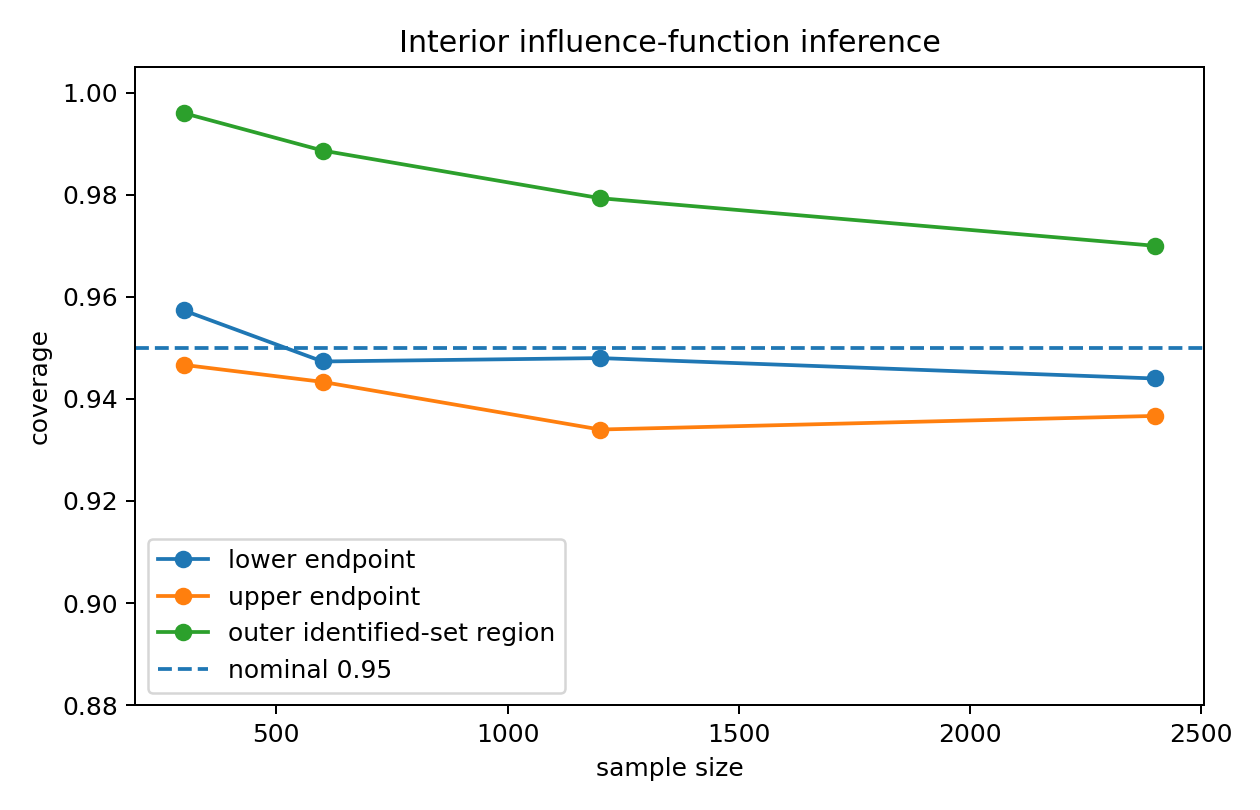 Interior influence-function inference
coverage
1.00
0.98
0.96
0.94
0.92
0.90
0.88
lower endpoint
upper endpoint
outer identified-set region
nominal 0.95
500
1000
1500
2000
2500
sample size